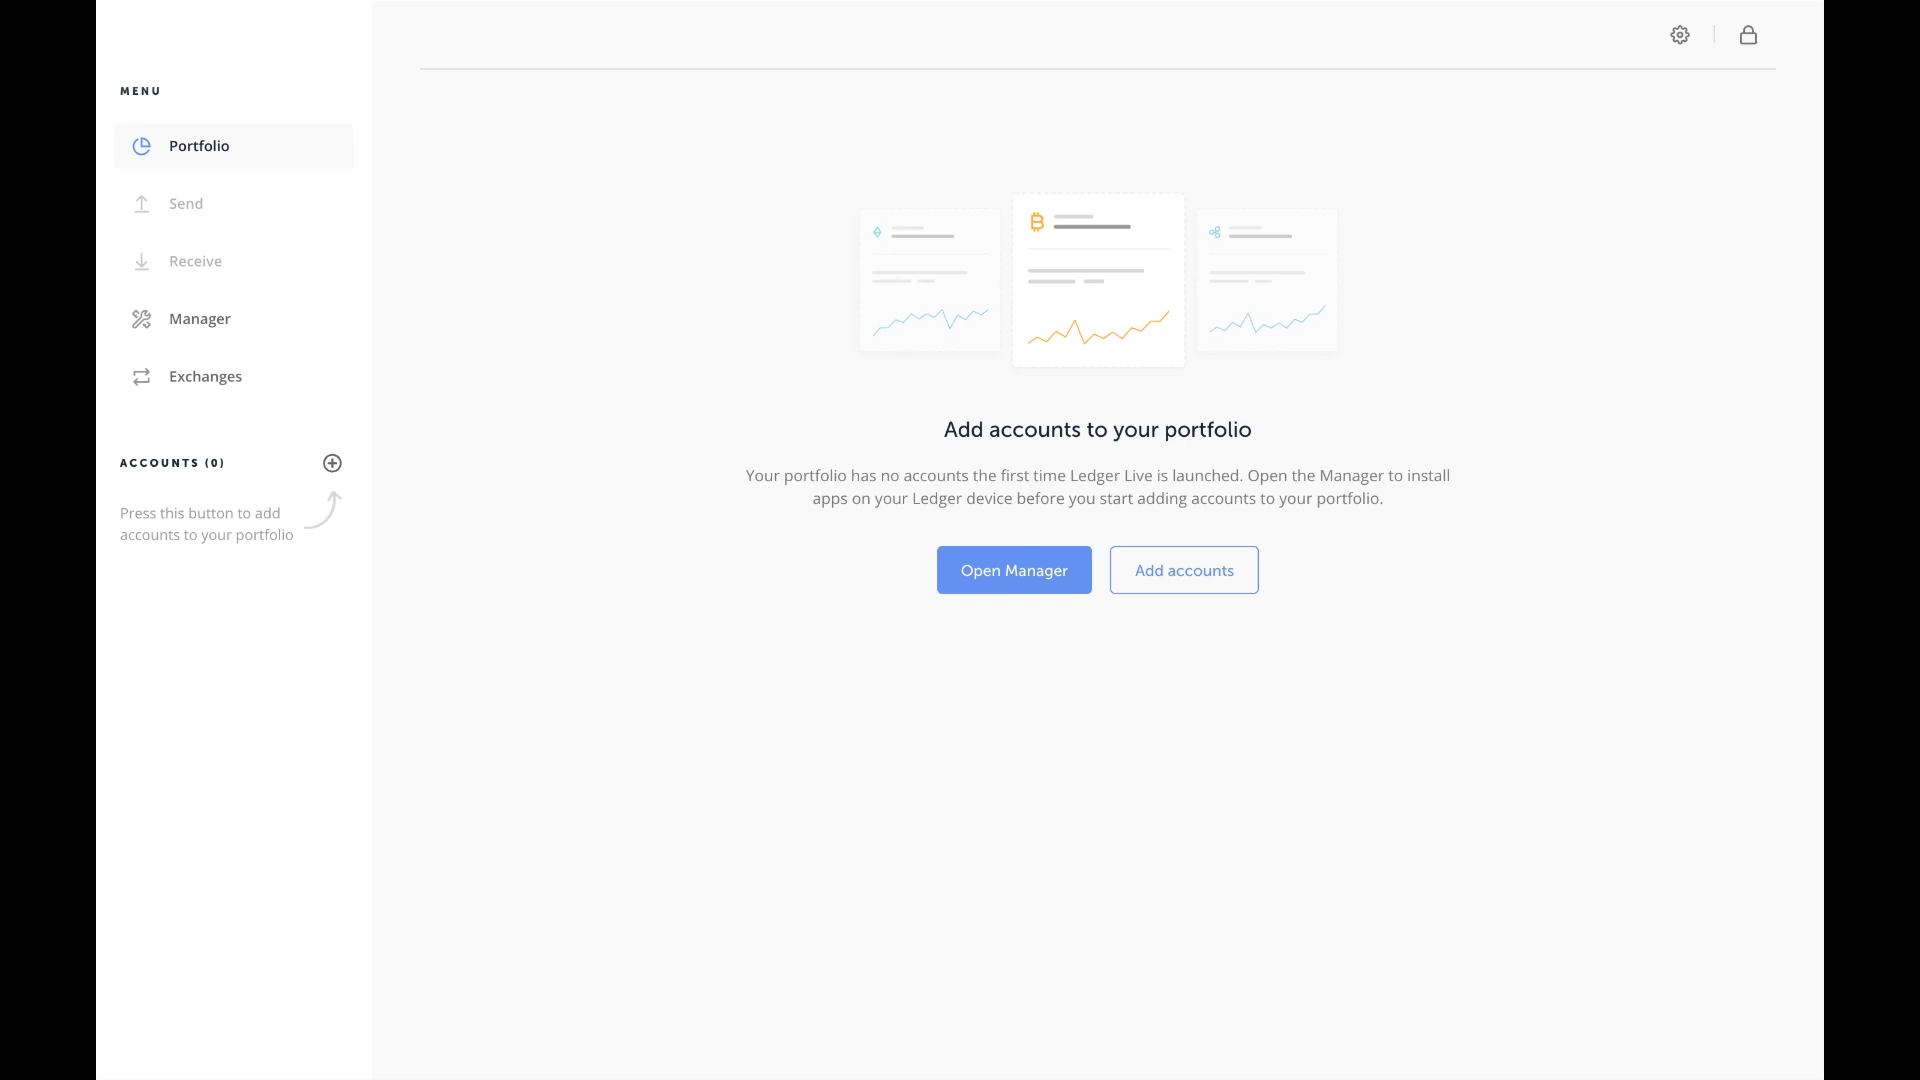 MENU
Portfolio
Send
Receive
Manager
Exchanges
ACCOUNTS (0)
Press this button to add
accounts to your portfolio
Add accounts to your portfolio
Your portfolio has no accounts the first time Ledger Live is launched. Open the Manager to install
apps on your Ledger device before you start adding accounts to your portfolio.
Open Manager
Add accounts